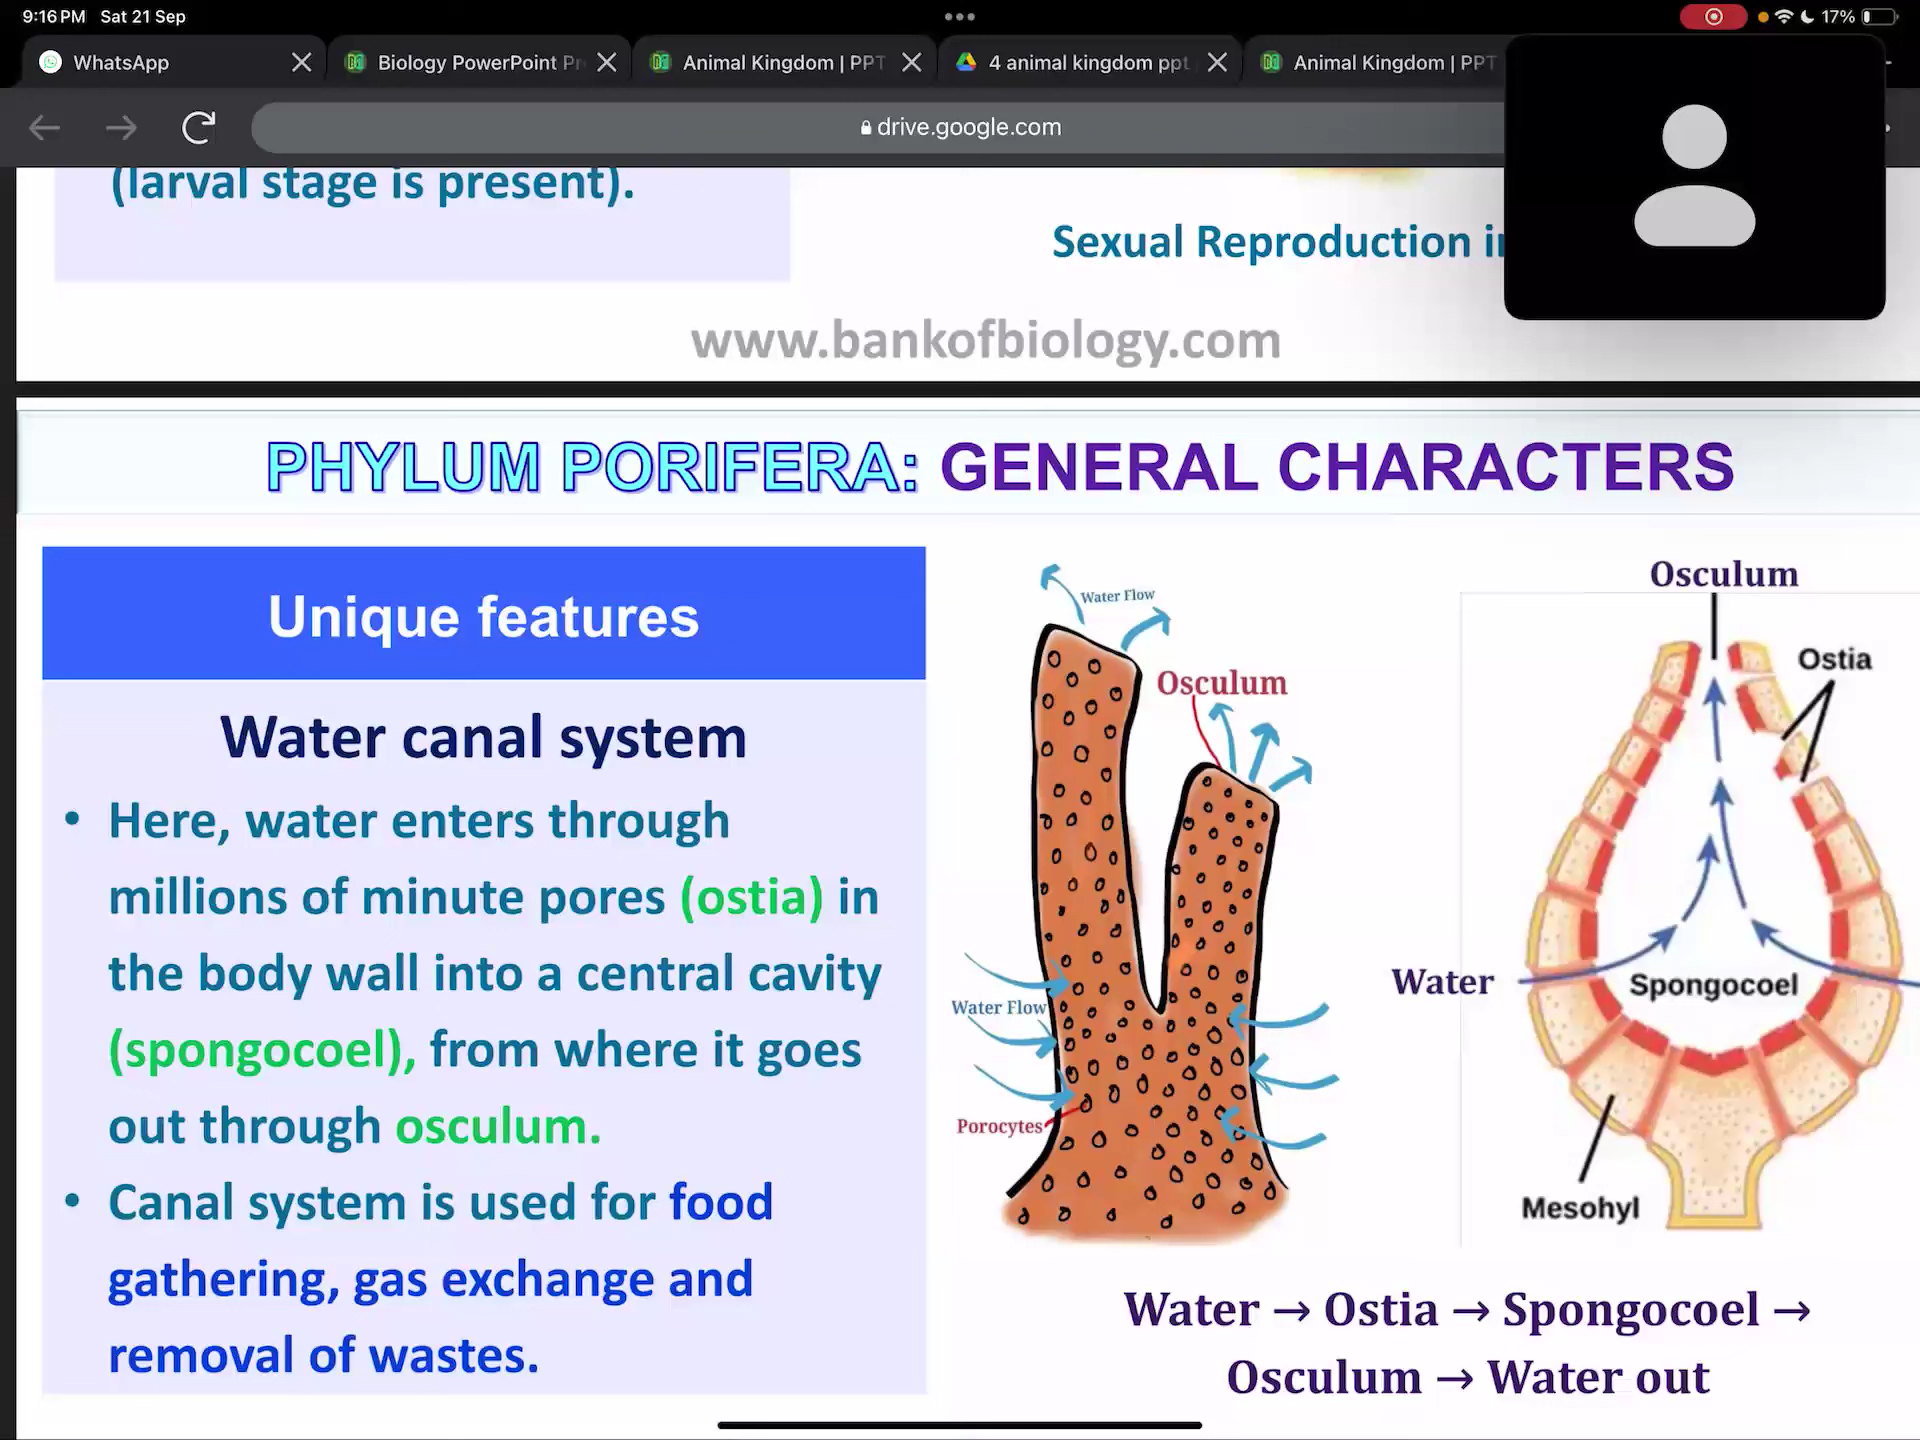 9:16 PM Sat 21 Sep
17%
WhatsApp
Biology PowerPoint Pr
Animal Kingdom | PPT
4 animal kingdom ppt
Animal Kingdom | PPT
drive.google.com
(larval stage is present).
Sexual Reproduction in
www.bankofbiology.com
PHYLUM PORIFERA: GENERAL CHARACTERS
Unique features
Water canal system
• Here, water enters through
millions of minute pores (ostia) in
the body wall into a central cavity
(spongocoel), from where it goes
out through osculum.
• Canal system is used for food
gathering, gas exchange and
removal of wastes.
Water Flow
Osculum
Water Flow
Porocytes
Osculum
Ostia
Water
Spongocoel
Mesohyl
Water → Ostia → Spongocoel →
Osculum → Water out